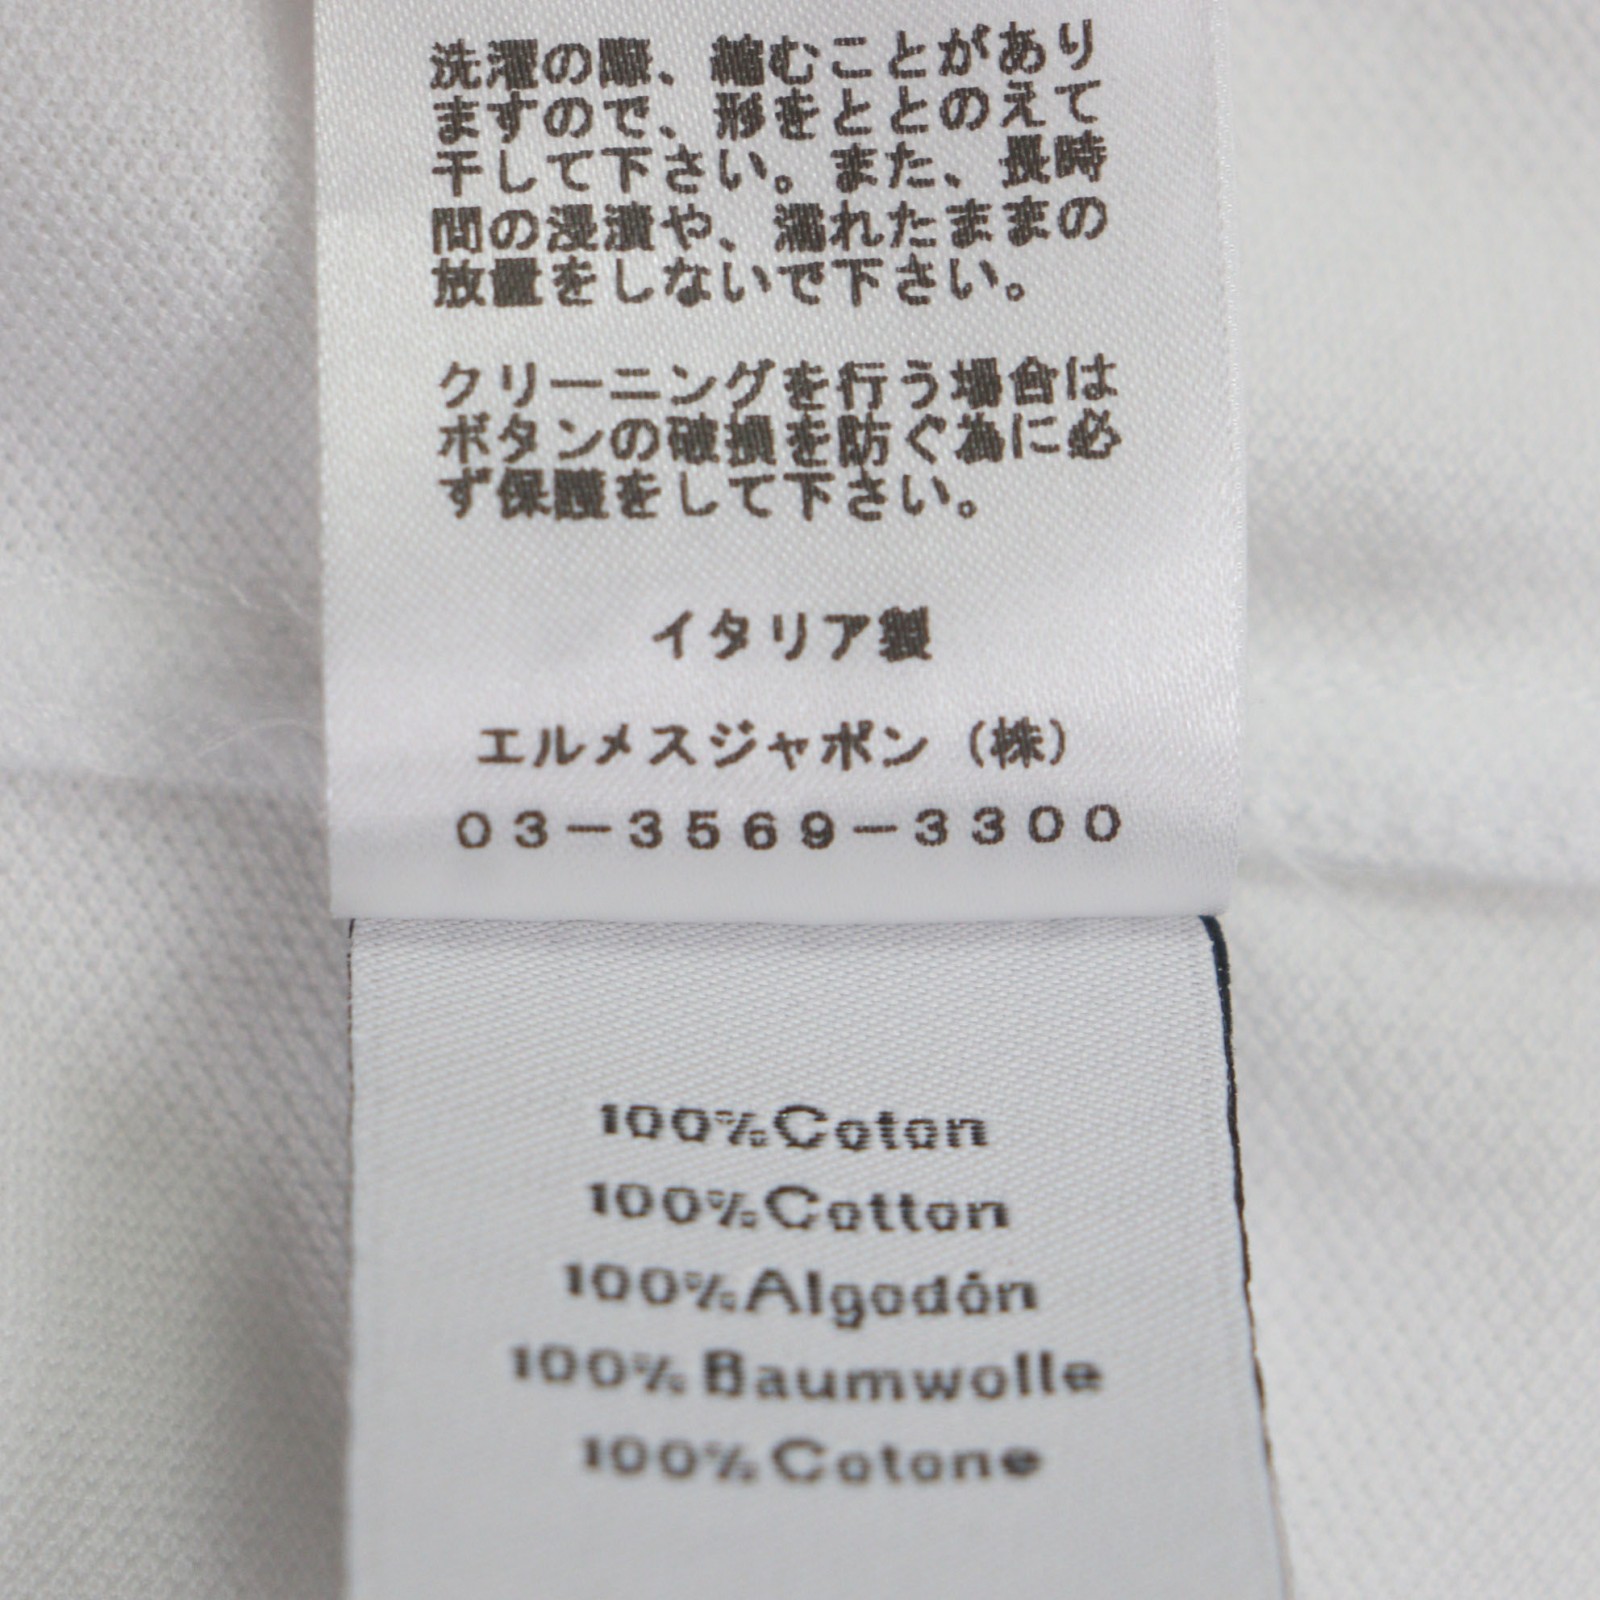 洗濯の際、縮むことがあり
ますので、形をととのえて
干して下さい。また、長時
間の浸漬や、濡れたままの
放置をしないで下さい。
クリーニングを行う場合は
ボタンの破損を防ぐ為に必
ず保護をして下さい。
イタリア製
エルメスジャポン（株）
03-3569-3300
100%Coton
100%Cotton
100%Algodón
100%Baumwolle
100%Cotone